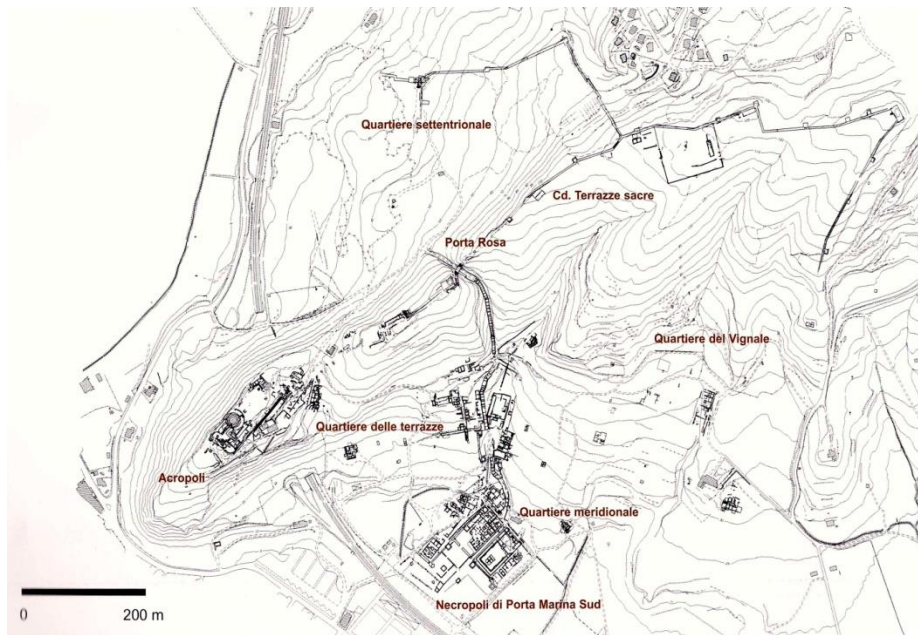 Quartiere settentrionale
Cd. Terrazze sacre
Porta Rosa
Quartiere del Vignale
Quartiere delle terrazze
Acropoli
Quartiere meridionale
Necropoli di Porta Marina Sud
0 200 m